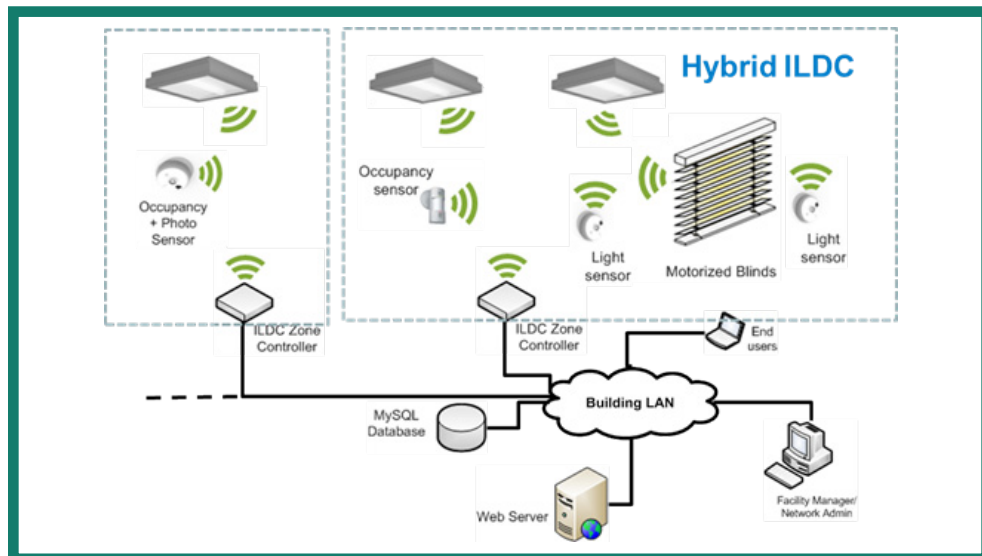 Hybrid ILDC
Occupancy
+ Photo
Sensor
Occupancy
sensor
Light
sensor
Motorized Blinds
Light
sensor
ILDC Zone
Controller
ILDC Zone
Controller
End
users
Building LAN
MySQL
Database
Web Server
Facility Manager/
Network Admin